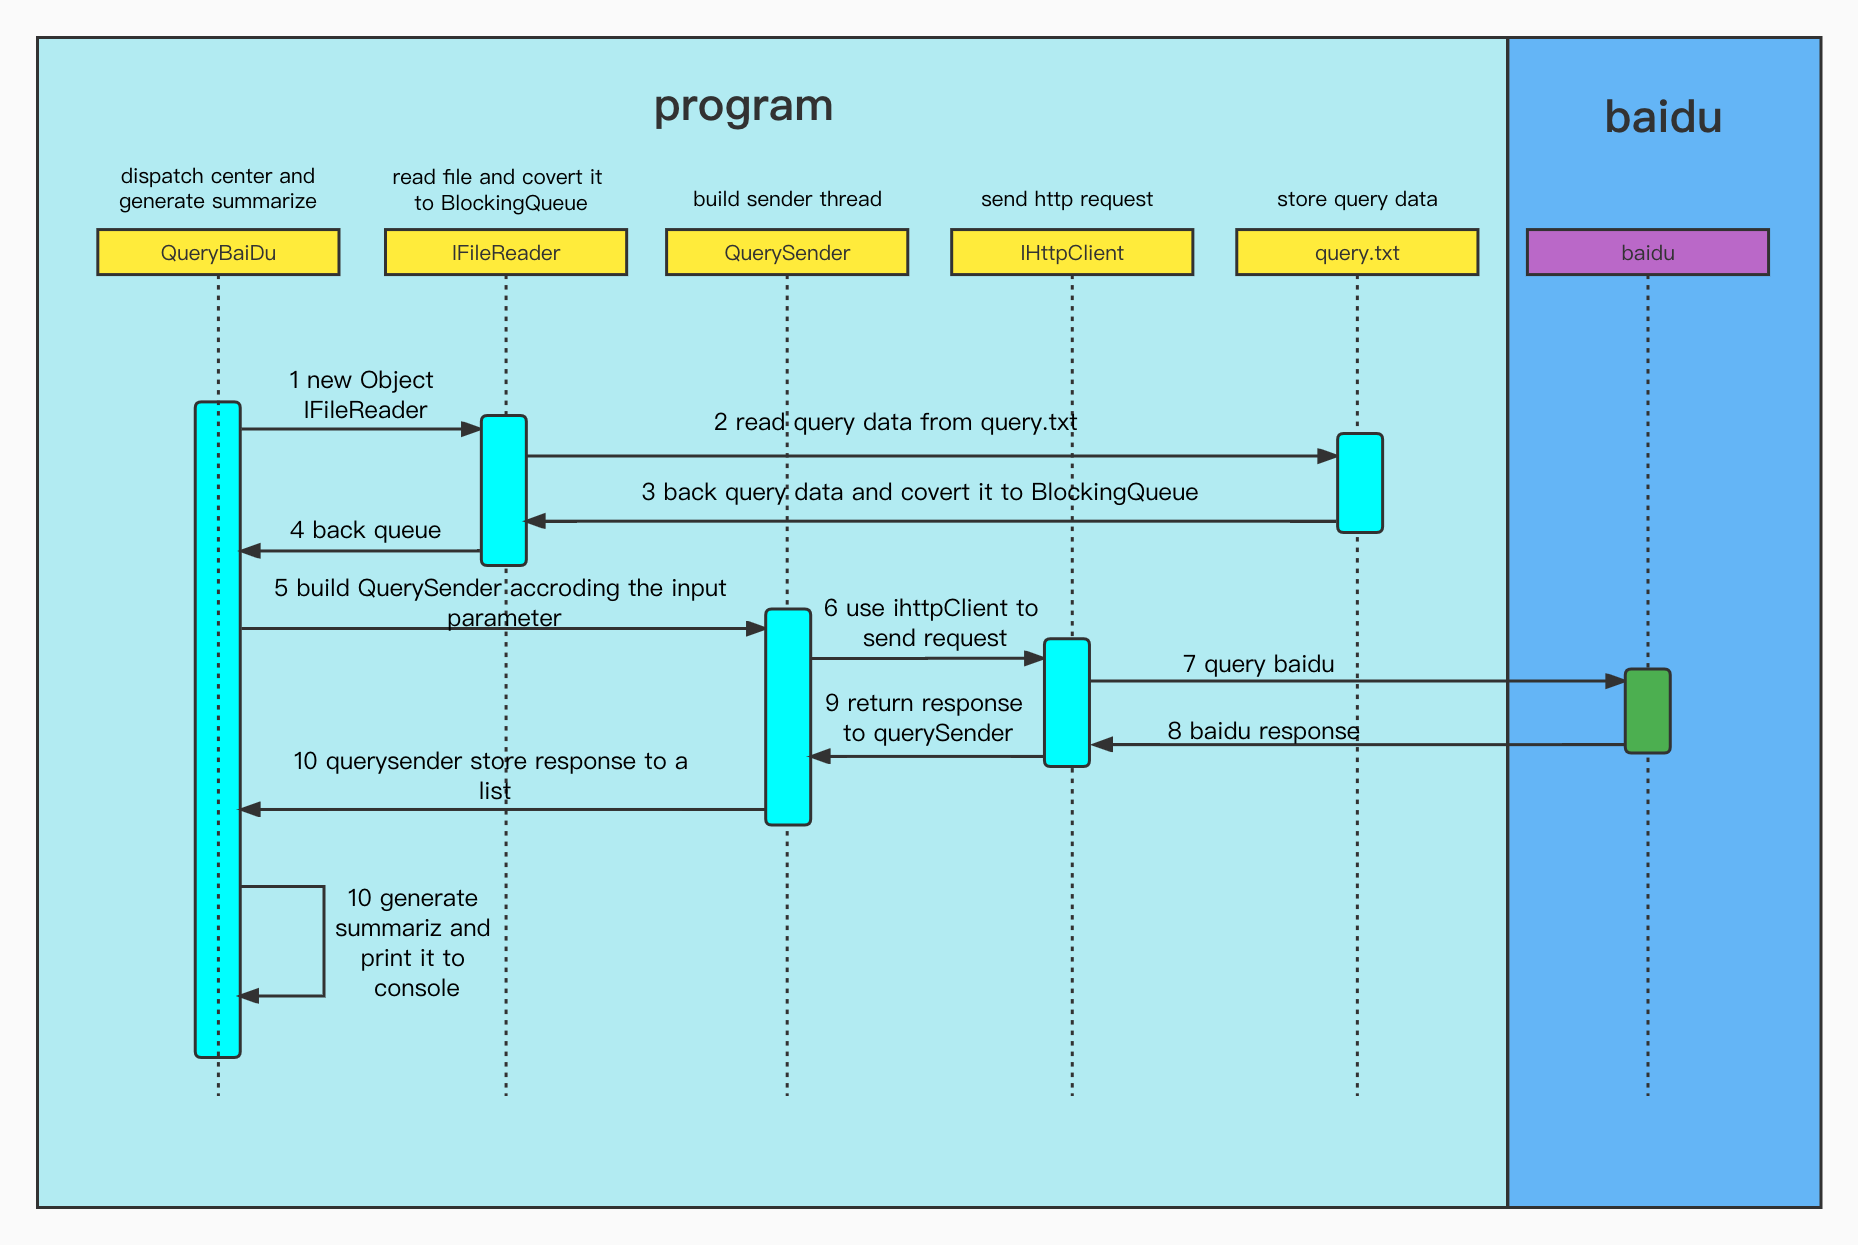 program
baidu
dispatch center and
generate summarize
read file and covert it
to BlockingQueue
build sender thread
send http request
store query data
QueryBaiDu
IFileReader
QuerySender
IHttpClient
query.txt
baidu
1 new Object
IFileReader
2 read query data from query.txt
3 back query data and covert it to BlockingQueue
4 back queue
5 build QuerySender accroding the input
parameter
6 use ihttpClient to
send request
7 query baidu
8 baidu response
9 return response
to querySender
10 querysender store response to a
list
10 generate
summariz and
print it to
console